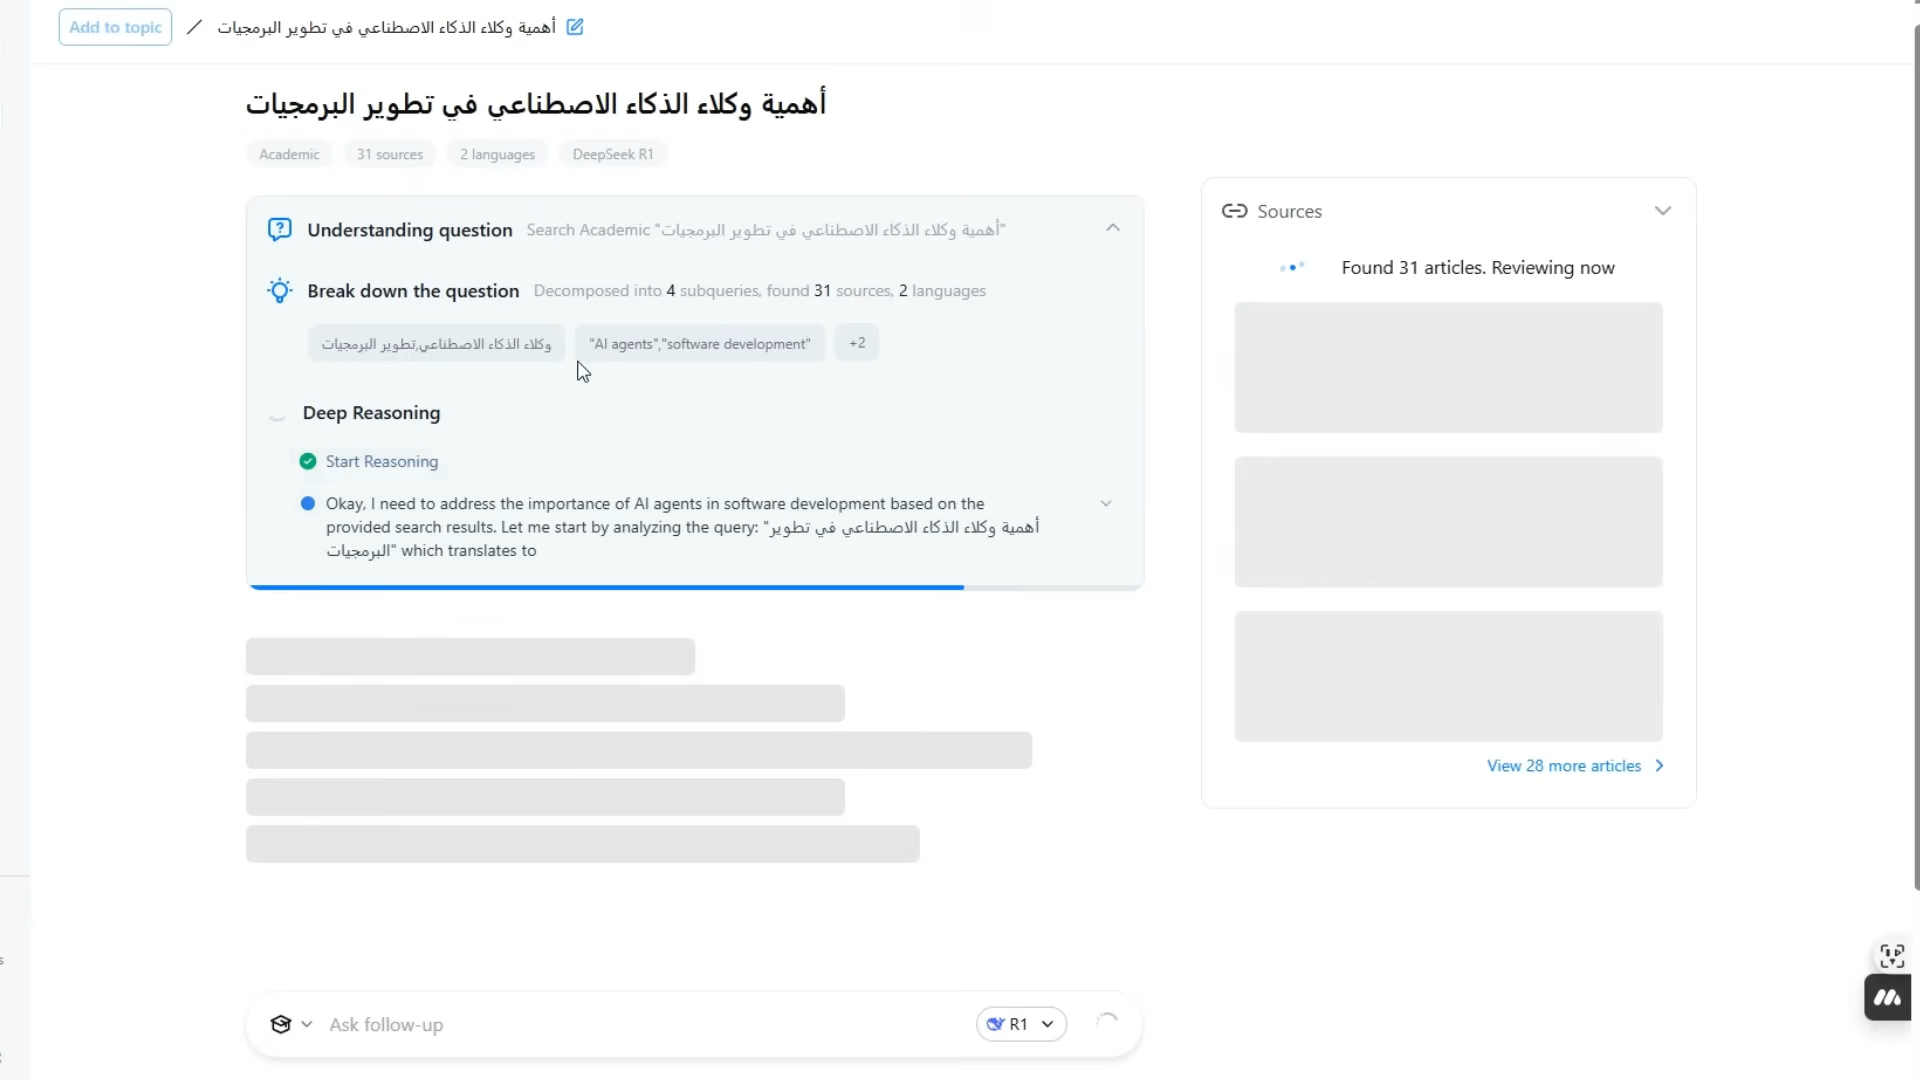 Add to topic / أهمية وكلاء الذكاء الاصطناعي في تطوير البرمجيات
أهمية وكلاء الذكاء الاصطناعي في تطوير البرمجيات
Academic 31 sources 2 languages DeepSeek R1
Understanding question Search Academic "أهمية وكلاء الذكاء الاصطناعي في تطوير البرمجيات"
Break down the question Decomposed into 4 subqueries, found 31 sources, 2 languages
وكلاء الذكاء الاصطناعي,تطوير البرمجيات "AI agents","software development" +2
Deep Reasoning
Start Reasoning
Okay, I need to address the importance of AI agents in software development based on the
provided search results. Let me start by analyzing the query: "أهمية وكلاء الذكاء الاصطناعي في تطوير
البرمجيات" which translates to
Sources
Found 31 articles. Reviewing now
View 28 more articles
Ask follow-up R1